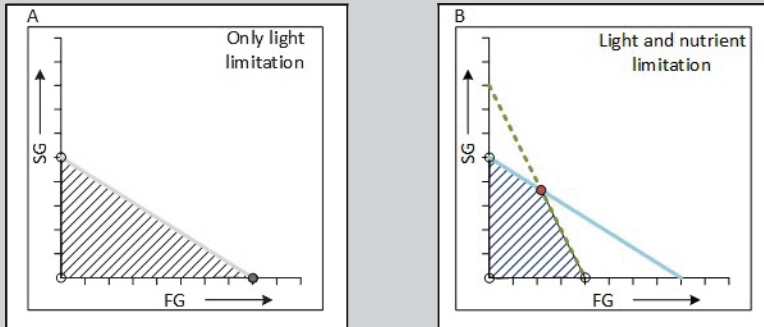 A
Only light
limitation
SG
FG
B
Light and nutrient
limitation
SG
FG